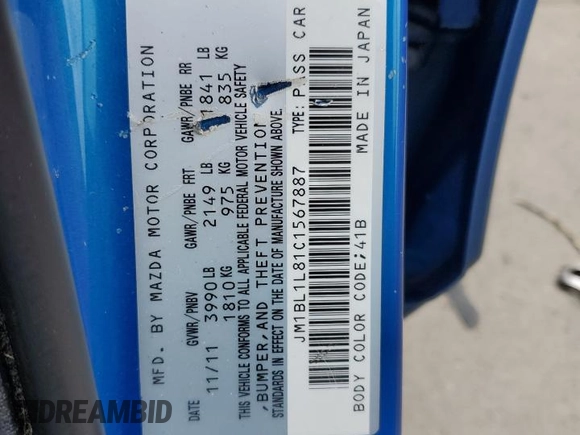 MFD. BY MAZDA MOTOR CORPORATION
GVWR/PNBV GAWR/PNBE FRT GAWR/PNBE RR
DATE 11/11 3990 LB 2149 LB 1841 LB
1810 KG 975 KG 835 KG
THIS VEHICLE CONFORMS TO ALL APPLICABLE FEDERAL MOTOR VEHICLE SAFETY
,BUMPER,AND THEFT PREVENTION
STANDARDS IN EFFECT ON THE DATE OF MANUFACTURE SHOWN ABOVE.
JM1BL1L81C1567887 TYPE: PASS CAR
BODY COLOR CODE;41B MADE IN JAPAN
DREAMBID